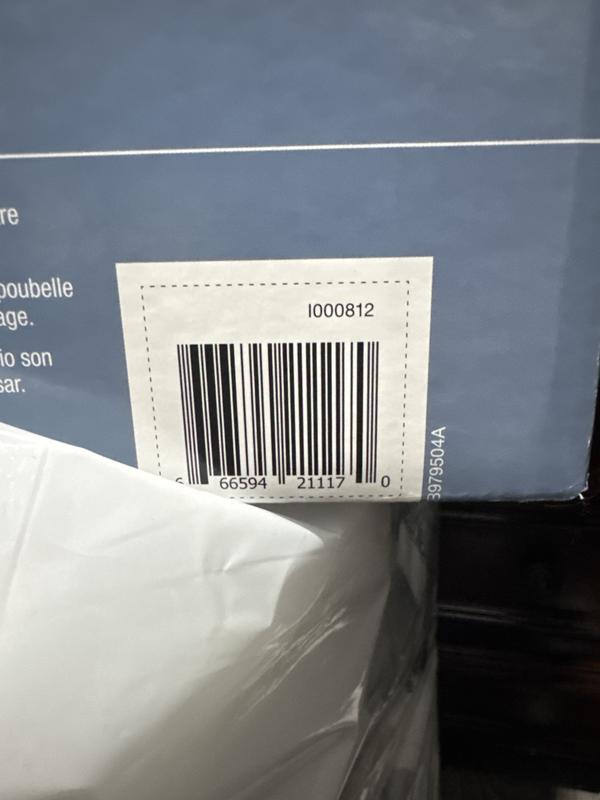 re
poubelle
age.
io son
sar.
I000812
6 66594 21117 0
3979504A